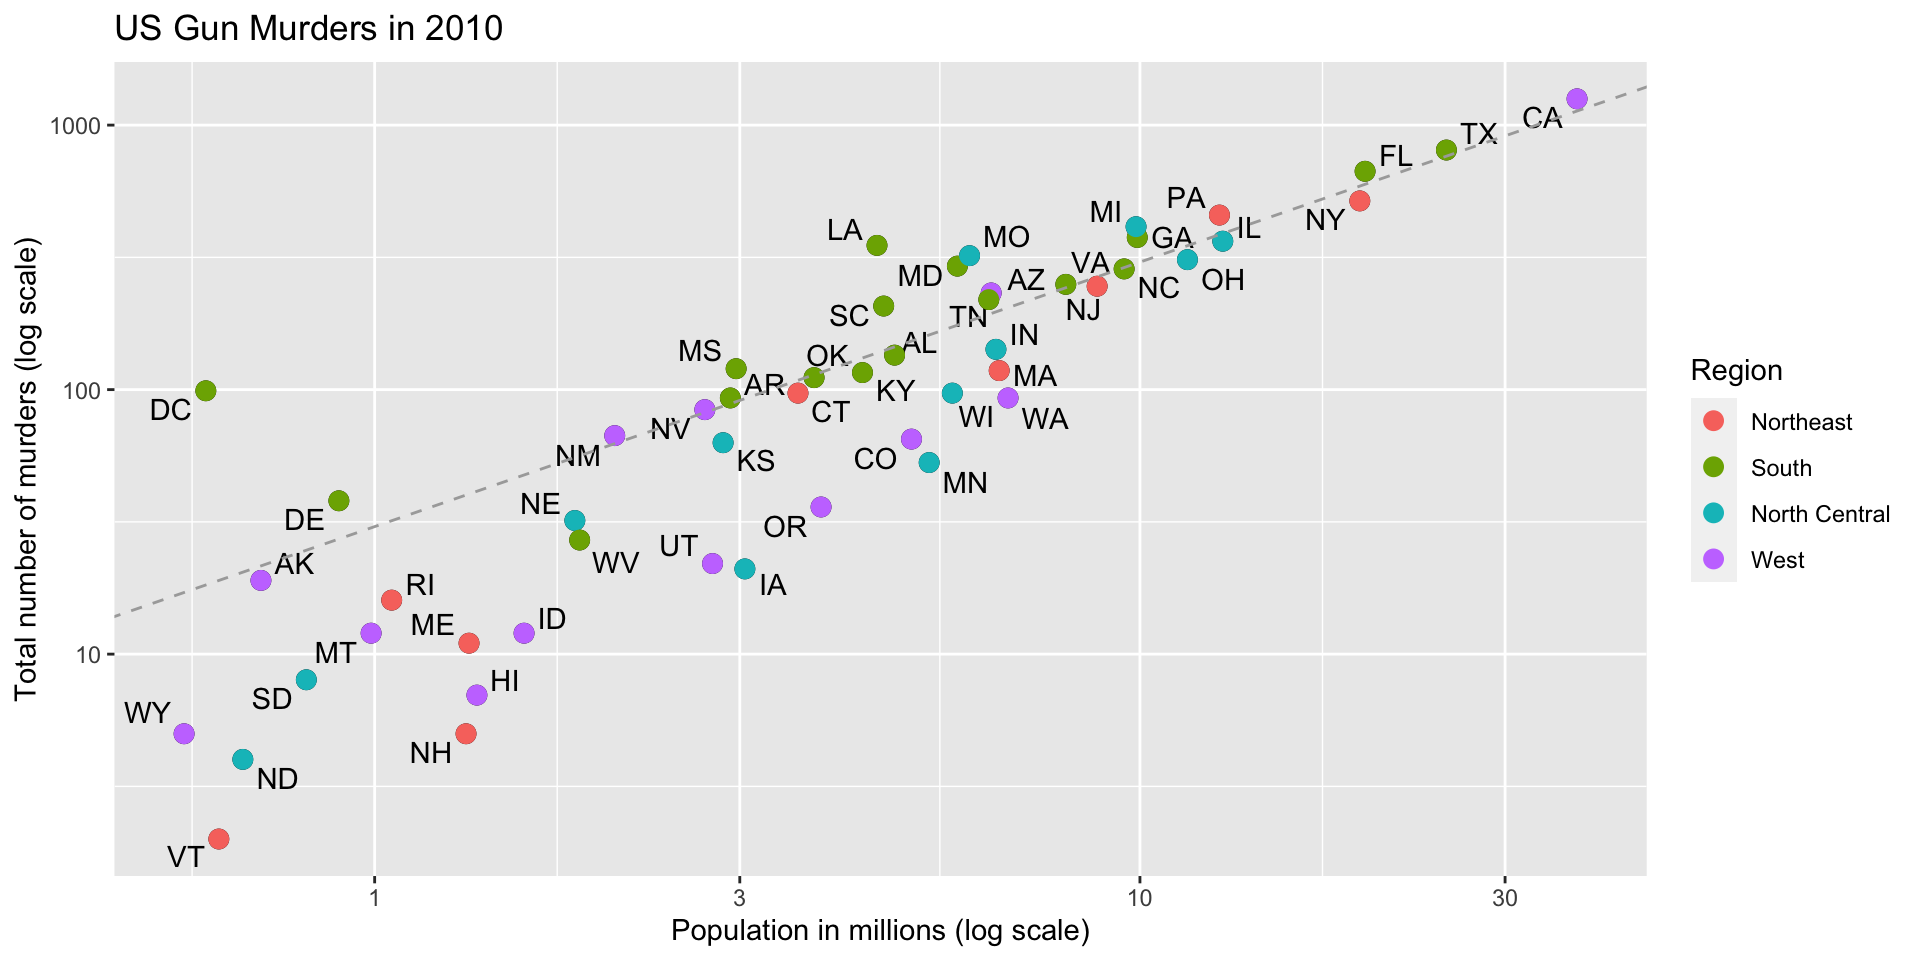 US Gun Murders in 2010
Total number of murders (log scale)
1000
100
10
CA
TX
FL
PA
NY
MI
IL
LA
MO
GA
MD
VA
AZ
NC
OH
SC
TN
NJ
IN
MS
OK
AL
AR
MA
KY
DC
CT
WI
WA
NV
NM
KS
CO
MN
NE
DE
OR
UT
WV
AK
RI
IA
ME
ID
MT
HI
SD
WY
NH
ND
VT
1
3
10
30
Population in millions (log scale)
Region
Northeast
South
North Central
West